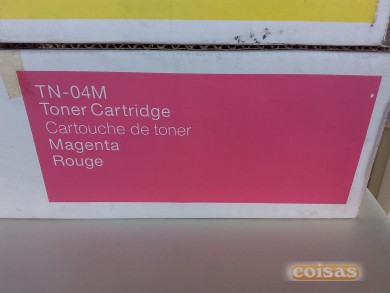 TN-04M
Toner Cartridge
Cartouche de toner
Magenta
Rouge
coisas